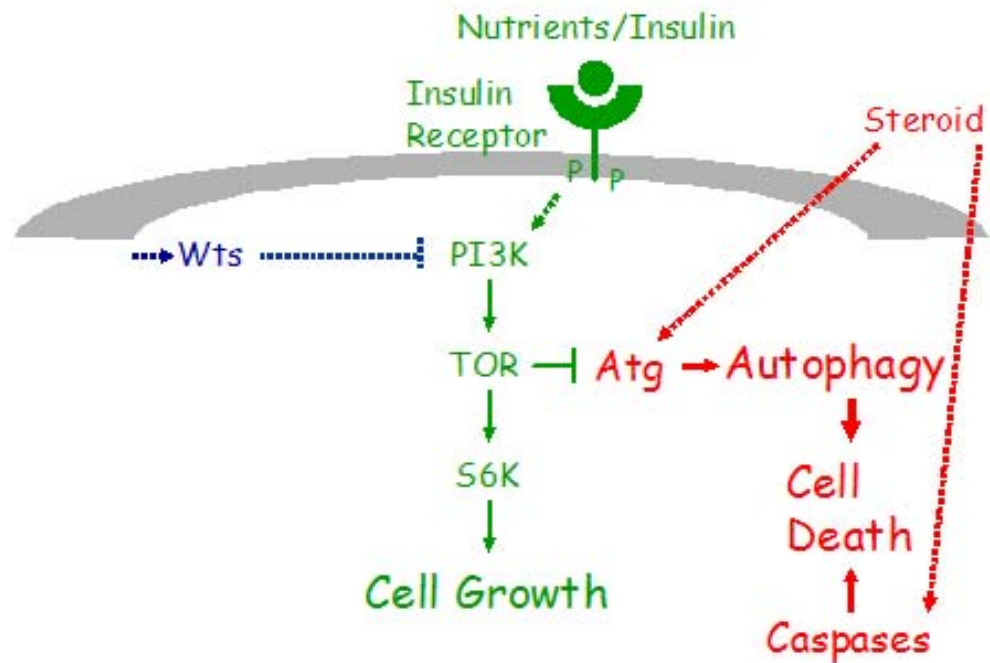 Nutrients/Insulin
Insulin
Receptor
Steroid
P
P
Wts
PI3K
TOR
Atg
Autophagy
S6K
Cell
Death
Cell Growth
Caspases